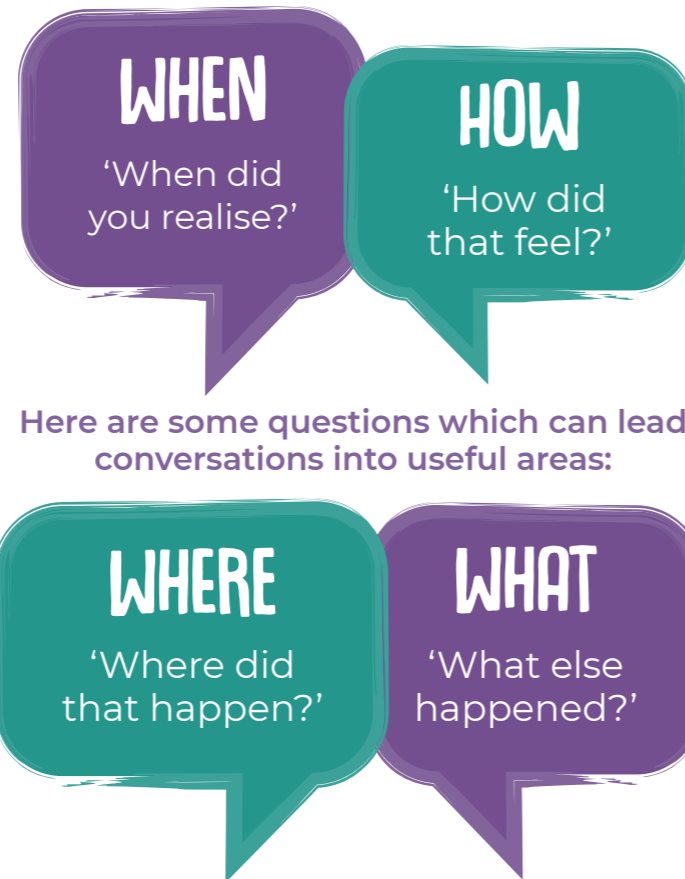 WHEN
‘When did
you realise?’
HOW
‘How did
that feel?’
Here are some questions which can lead
conversations into useful areas:
WHERE
‘Where did
that happen?’
WHAT
‘What else
happened?’